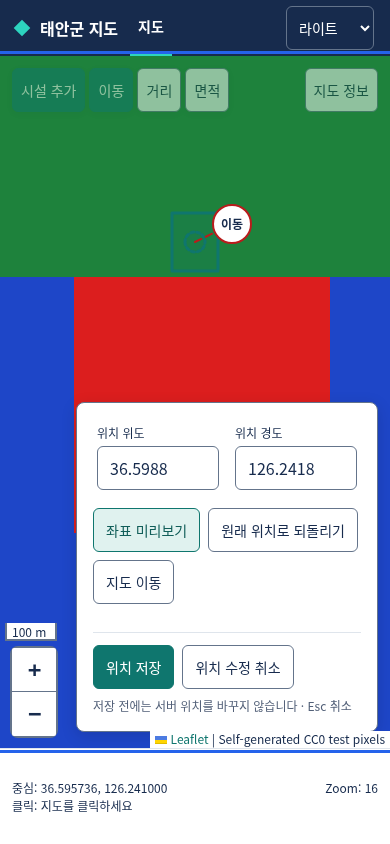 태안군 지도 지도 라이트
시설 추가 이동 거리 면적 지도 정보
이동
위치 위도 위치 경도
36.5988 126.2418
좌표 미리보기 원래 위치로 되돌리기
지도 이동
위치 저장 위치 수정 취소
저장 전에는 서버 위치를 바꾸지 않습니다 · Esc 취소
100 m
+
−
Leaflet | Self-generated CC0 test pixels
중심: 36.595736, 126.241000 Zoom: 16
클릭: 지도를 클릭하세요